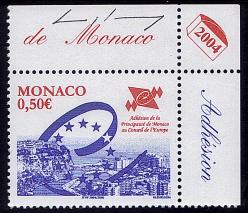 de Monaco
2004
MONACO
0,50€
Adhésion de la
Principauté de Monaco
au Conseil de l'Europe
Adhésion